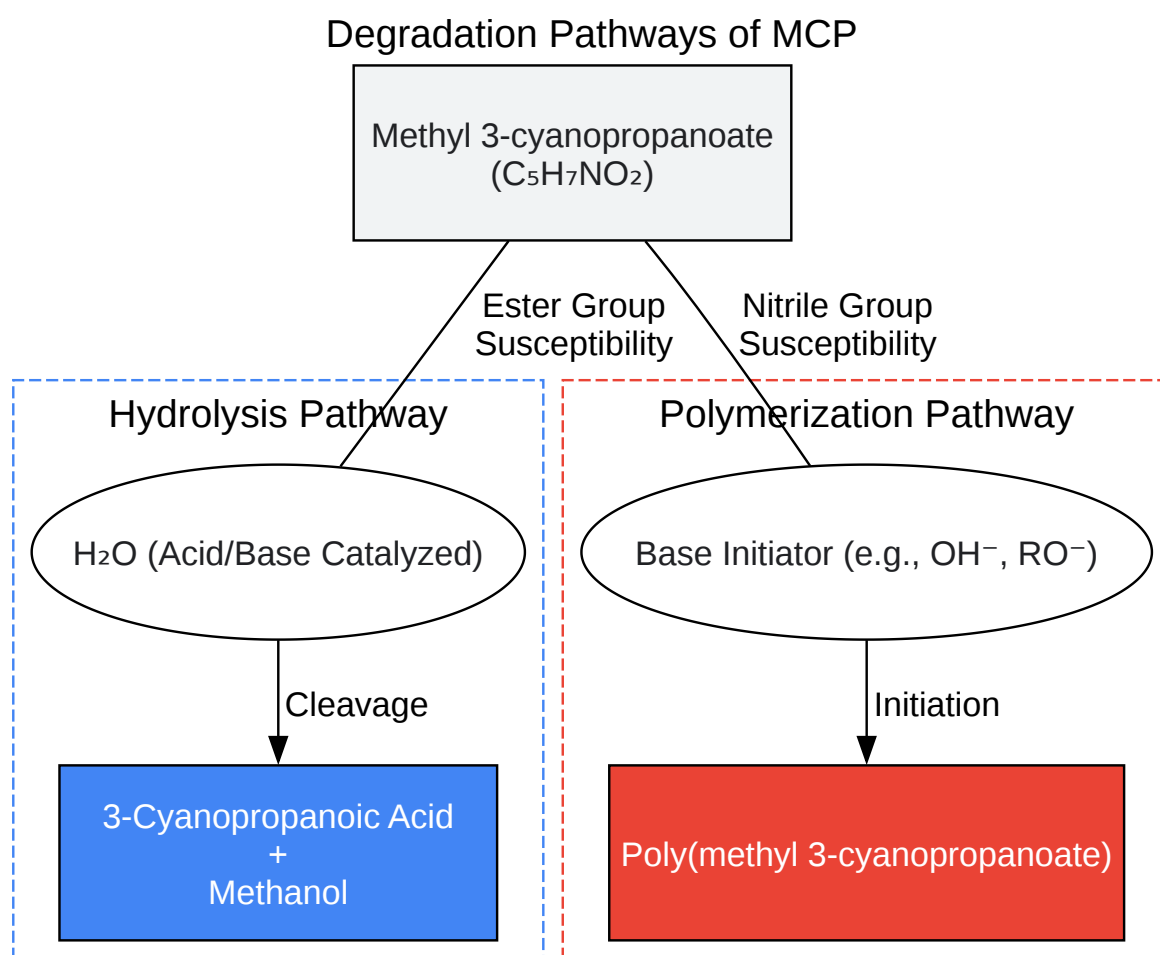 Degradation Pathways of MCP
Methyl 3-cyanopropanoate
(C₅H₇NO₂)
Ester Group
Susceptibility
Nitrile Group
Susceptibility
Hydrolysis Pathway
Polymerization Pathway
H₂O (Acid/Base Catalyzed)
Base Initiator (e.g., OH⁻, RO⁻)
Cleavage
Initiation
3-Cyanopropanoic Acid
+
Methanol
Poly(methyl 3-cyanopropanoate)